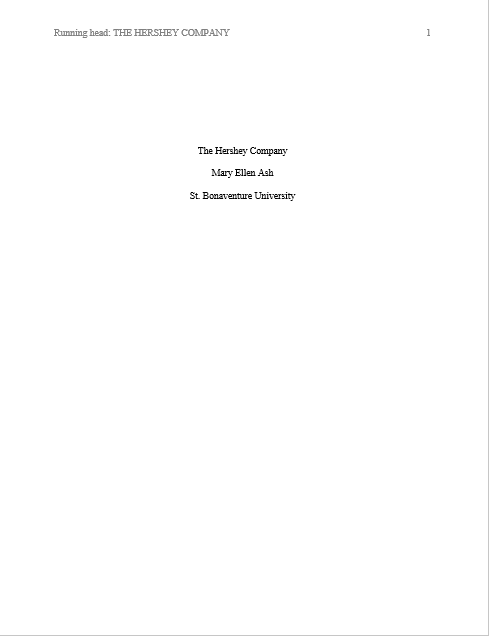 Running head: THE HERSHEY COMPANY 1
The Hershey Company
Mary Ellen Ash
St. Bonaventure University